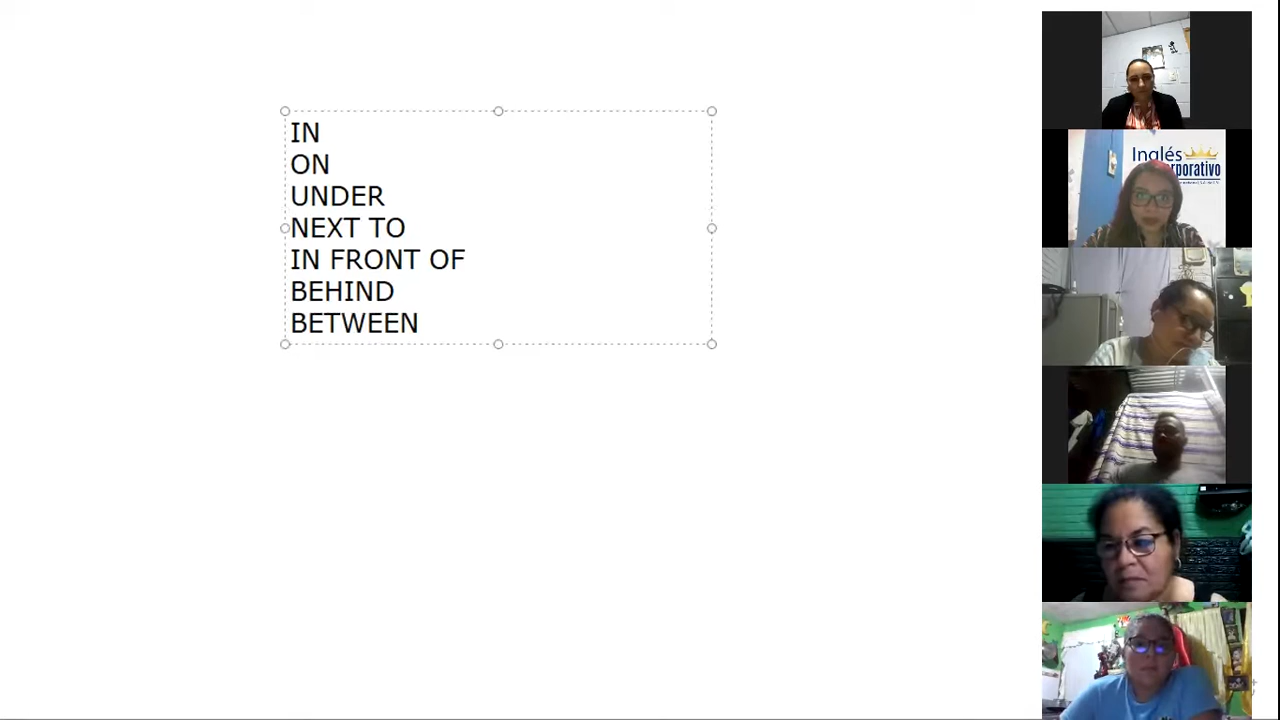 IN
ON
UNDER
NEXT TO
IN FRONT OF
BEHIND
BETWEEN
Inglés